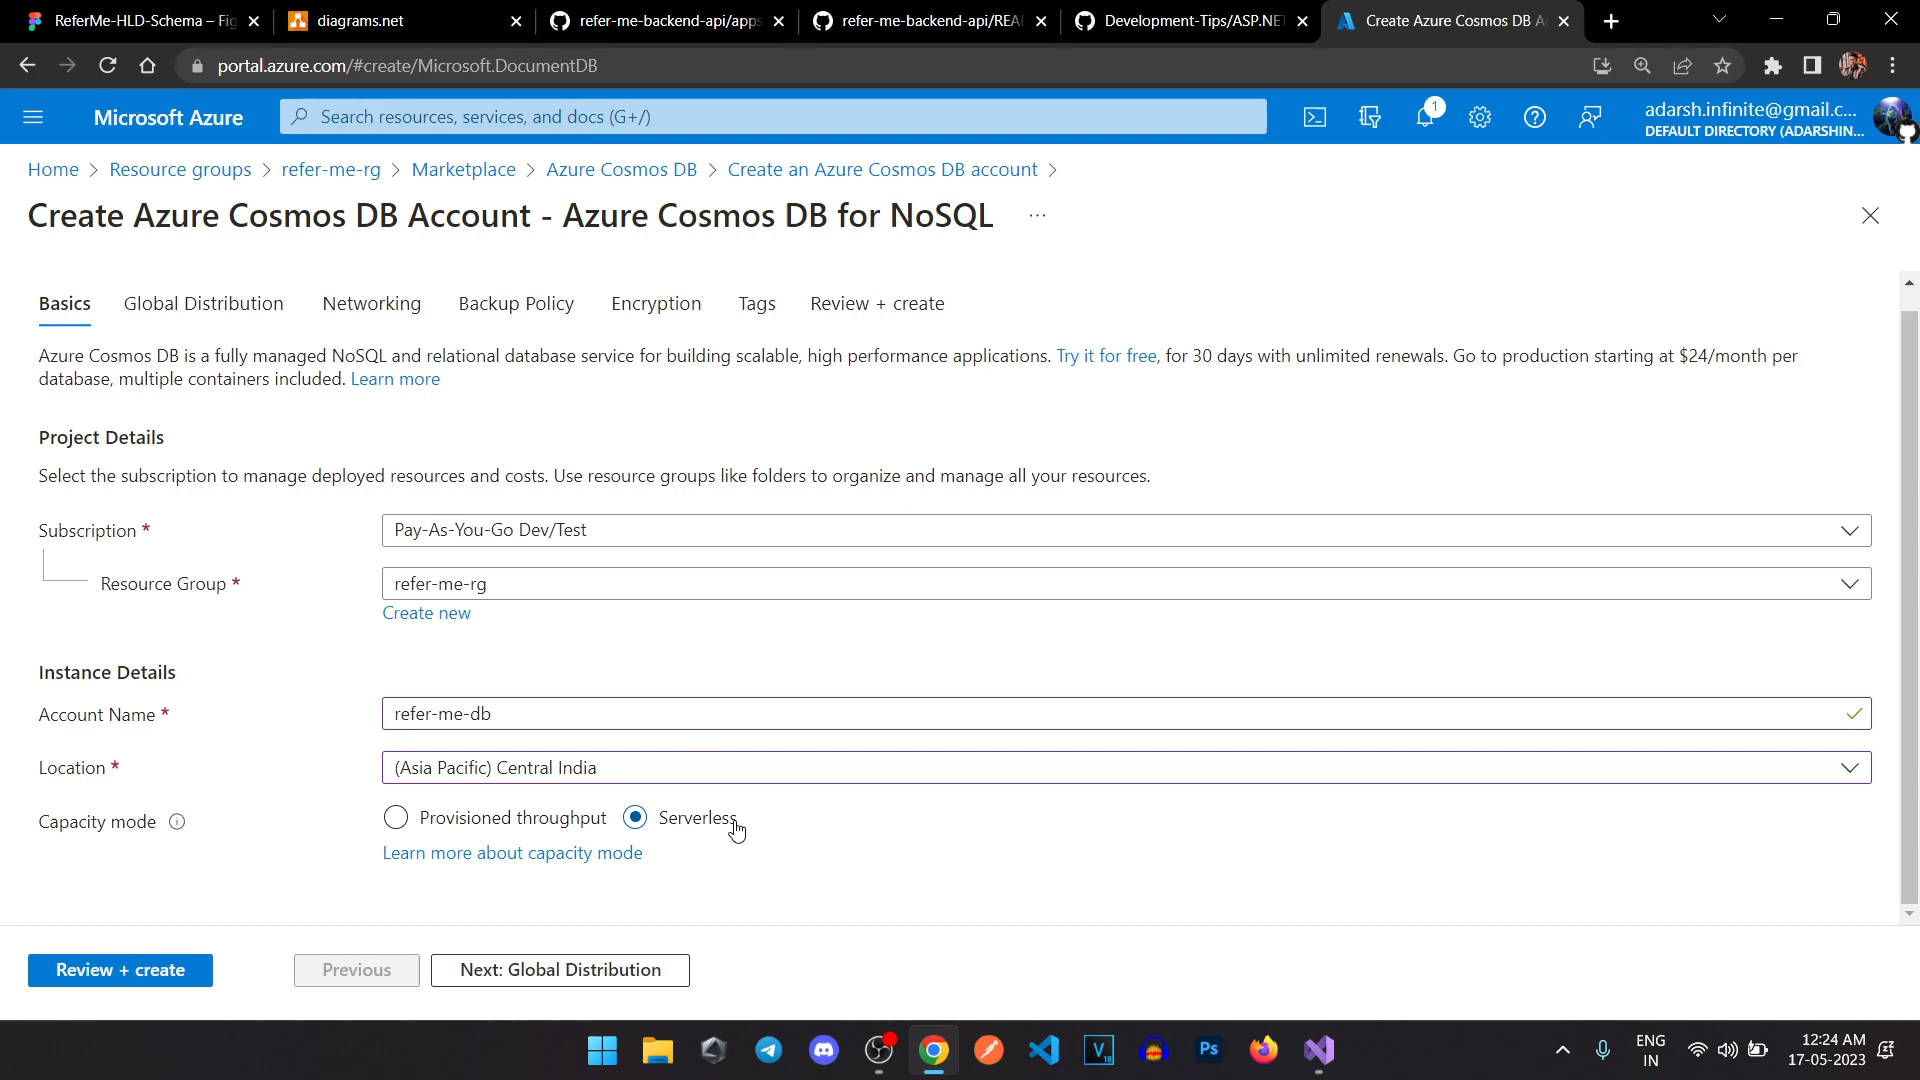 ReferMe-HLD-Schema – Fig
diagrams.net
refer-me-backend-api/apps
refer-me-backend-api/REA
Development-Tips/ASP.NET
Create Azure Cosmos DB A
portal.azure.com/#create/Microsoft.DocumentDB
Microsoft Azure
Search resources, services, and docs (G+/)
1
adarsh.infinite@gmail.c...
DEFAULT DIRECTORY (ADARSHIN...
Home > Resource groups > refer-me-rg > Marketplace > Azure Cosmos DB > Create an Azure Cosmos DB account >
Create Azure Cosmos DB Account - Azure Cosmos DB for NoSQL ...
Basics Global Distribution Networking Backup Policy Encryption Tags Review + create
Azure Cosmos DB is a fully managed NoSQL and relational database service for building scalable, high performance applications. Try it for free, for 30 days with unlimited renewals. Go to production starting at $24/month per
database, multiple containers included. Learn more
Project Details
Select the subscription to manage deployed resources and costs. Use resource groups like folders to organize and manage all your resources.
Subscription *
Pay-As-You-Go Dev/Test
Resource Group *
refer-me-rg
Create new
Instance Details
Account Name *
refer-me-db
Location *
(Asia Pacific) Central India
Capacity mode
Provisioned throughput
Serverless
Learn more about capacity mode
Review + create
Previous
Next: Global Distribution
V
18
Ps
ENG
IN
12:24 AM
17-05-2023